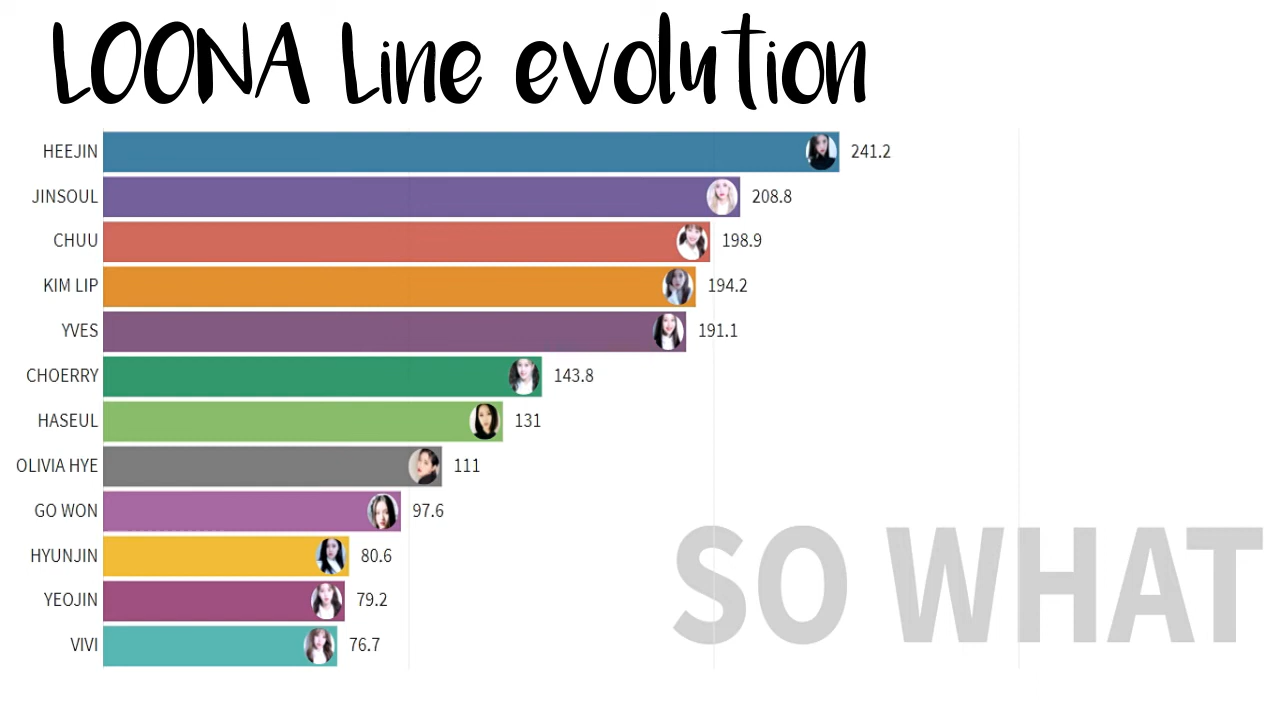 LOONA Line evolution
HEEJIN 241.2
JINSOUL 208.8
CHUU 198.9
KIM LIP 194.2
YVES 191.1
CHOERRY 143.8
HASEUL 131
OLIVIA HYE 111
GO WON 97.6
HYUNJIN 80.6
YEOJIN 79.2
VIVI 76.7
SO WHAT